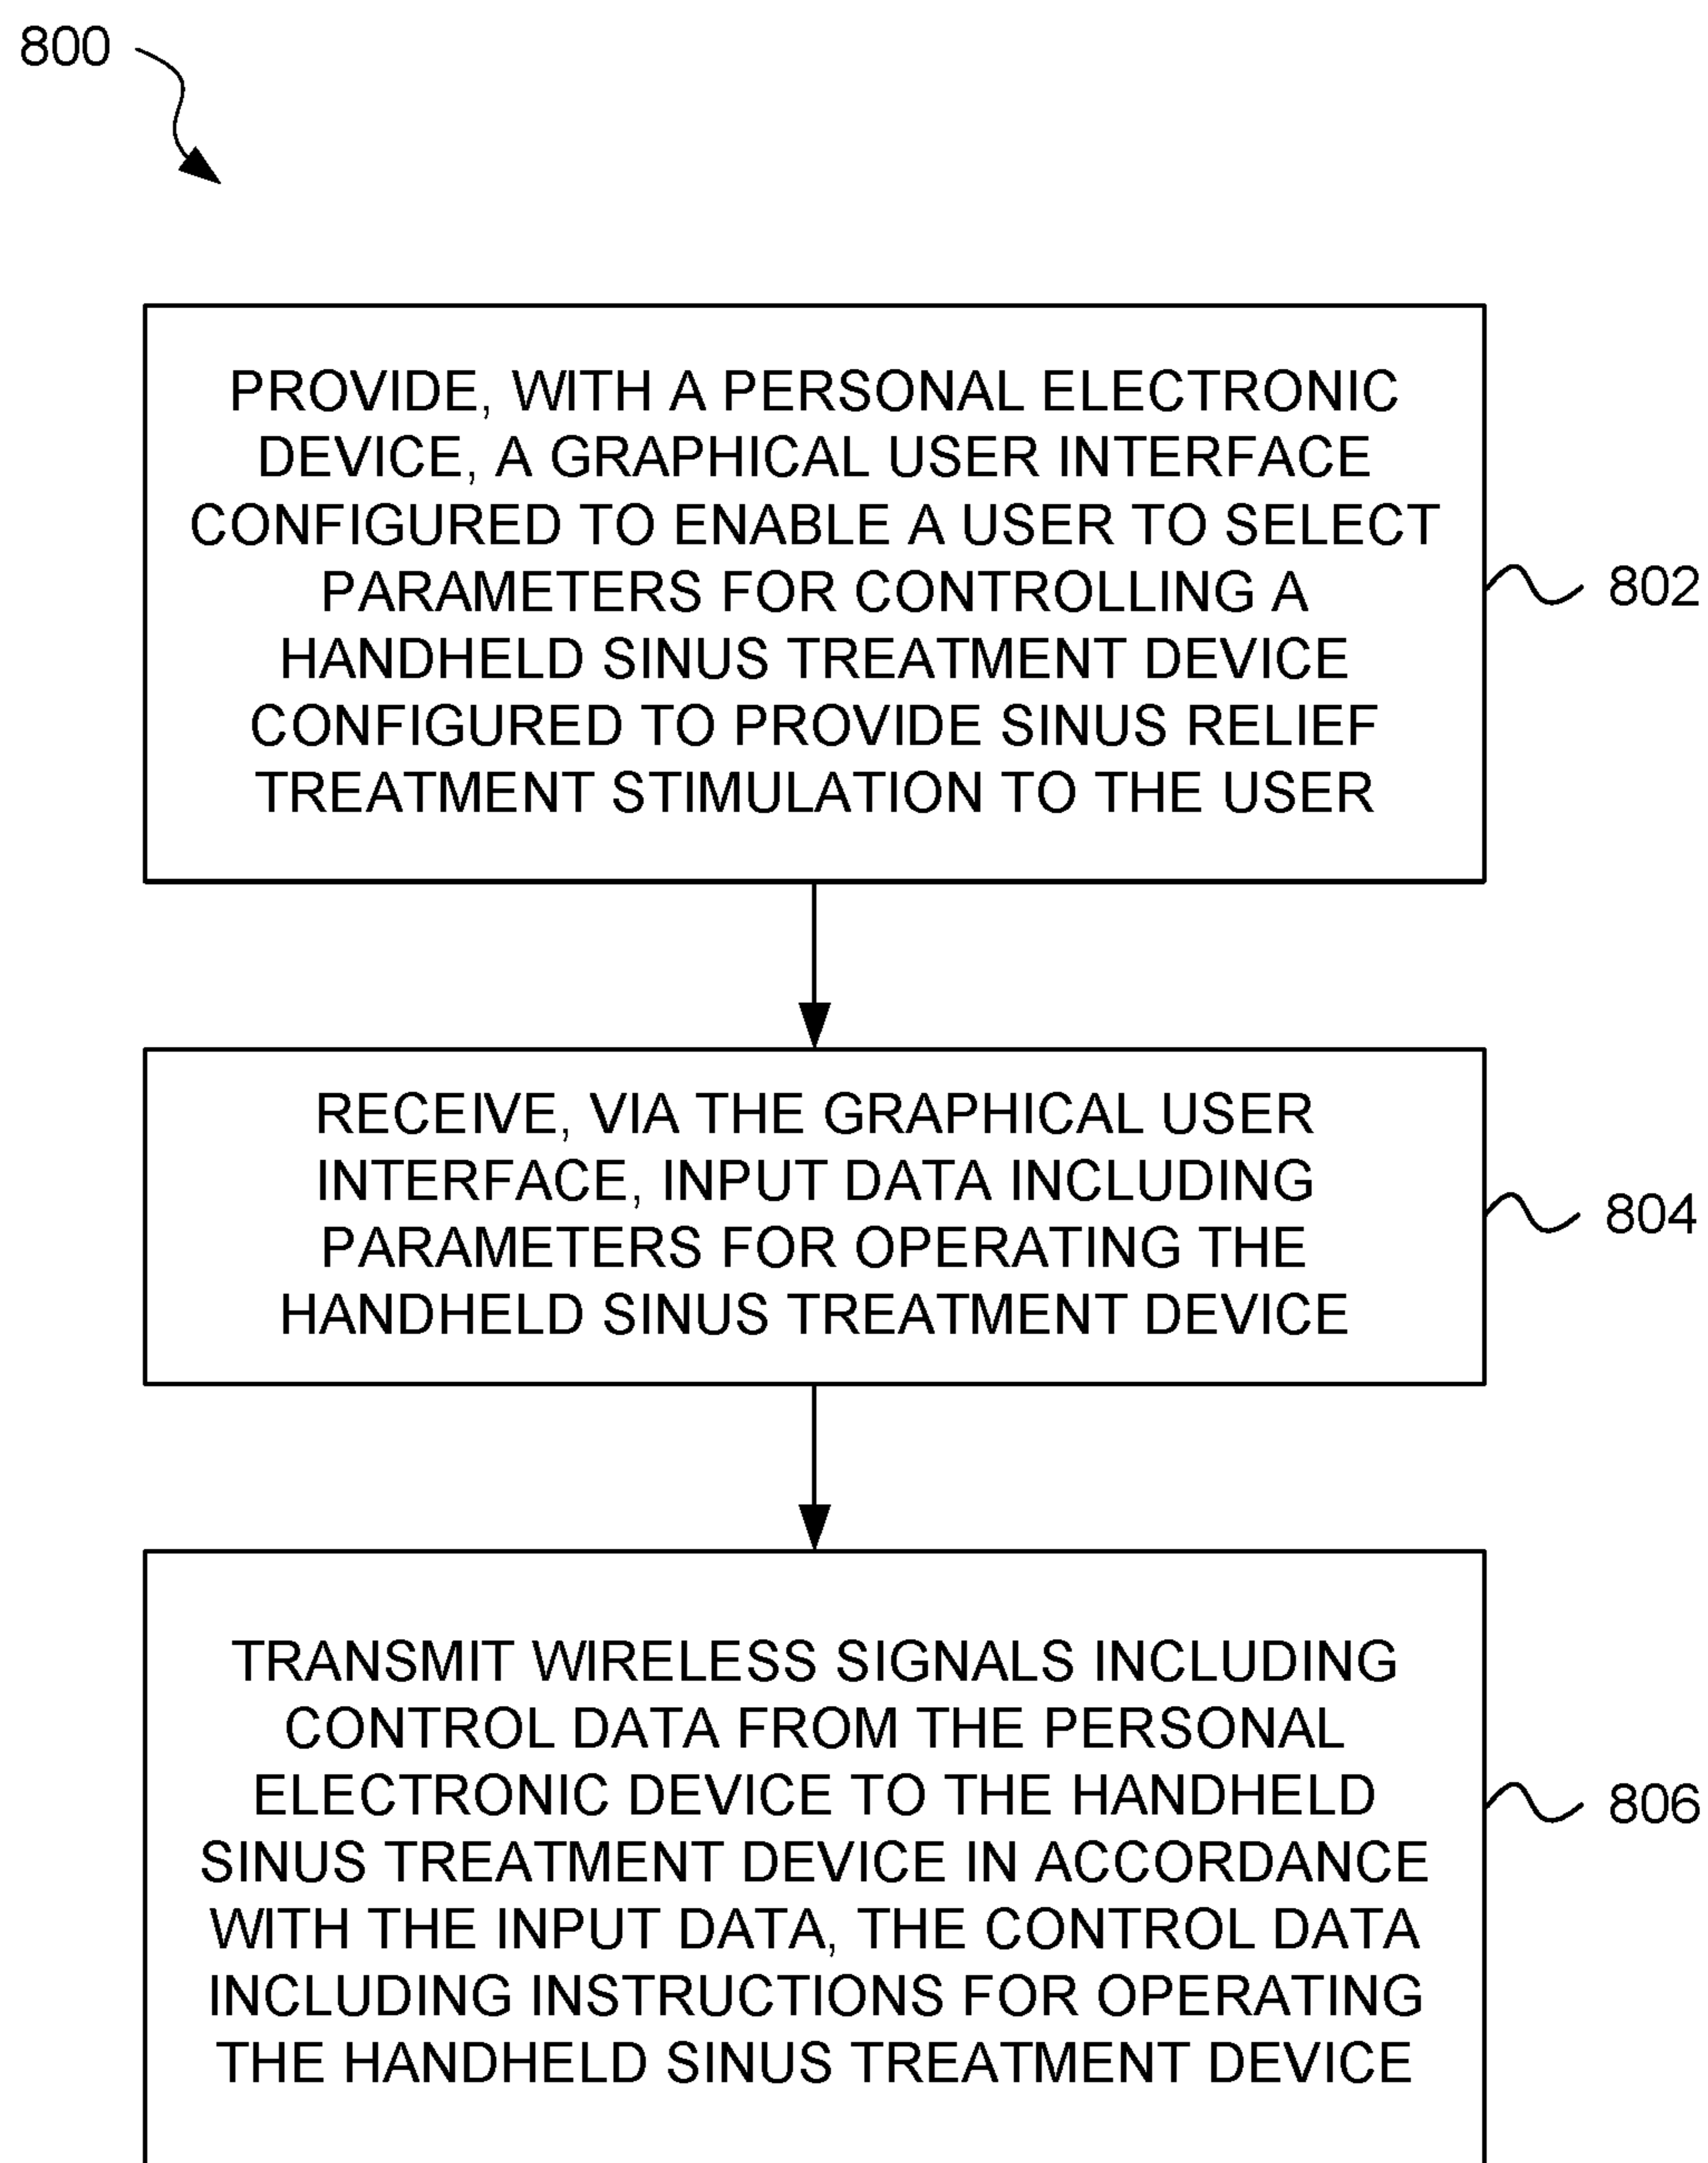 800
PROVIDE, WITH A PERSONAL ELECTRONIC
DEVICE, A GRAPHICAL USER INTERFACE
CONFIGURED TO ENABLE A USER TO SELECT
PARAMETERS FOR CONTROLLING A
HANDHELD SINUS TREATMENT DEVICE
CONFIGURED TO PROVIDE SINUS RELIEF
TREATMENT STIMULATION TO THE USER
802
RECEIVE, VIA THE GRAPHICAL USER
INTERFACE, INPUT DATA INCLUDING
PARAMETERS FOR OPERATING THE
HANDHELD SINUS TREATMENT DEVICE
804
TRANSMIT WIRELESS SIGNALS INCLUDING
CONTROL DATA FROM THE PERSONAL
ELECTRONIC DEVICE TO THE HANDHELD
SINUS TREATMENT DEVICE IN ACCORDANCE
WITH THE INPUT DATA, THE CONTROL DATA
INCLUDING INSTRUCTIONS FOR OPERATING
THE HANDHELD SINUS TREATMENT DEVICE
806